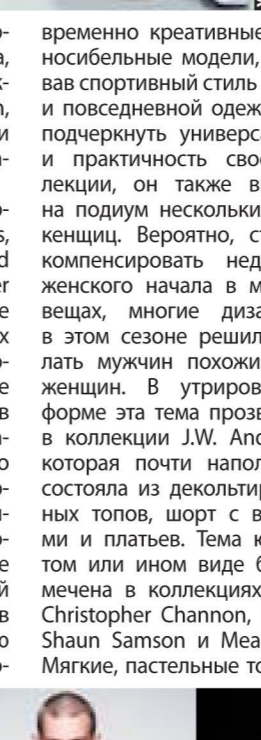 временно креативные
носибельные модели,
вав спортивный стиль
и повседневной одеж
подчеркнуть универса
и практичность свое
лекции, он также в
на подиум нескольки
кенщиц. Вероятно, с
компенсировать нед
женского начала в м
вещах, многие диза
в этом сезоне решил
лать мужчин похожи
женщин. В утриров
форме эта тема прозв
в коллекции J.W. And
которая почти напол
состояла из декольтир
ных топов, шорт с в
ми и платьев. Тема ю
том или ином виде б
мечена в коллекциях
Christopher Channon,
Shaun Samson и Mea
Мягкие, пастельные то